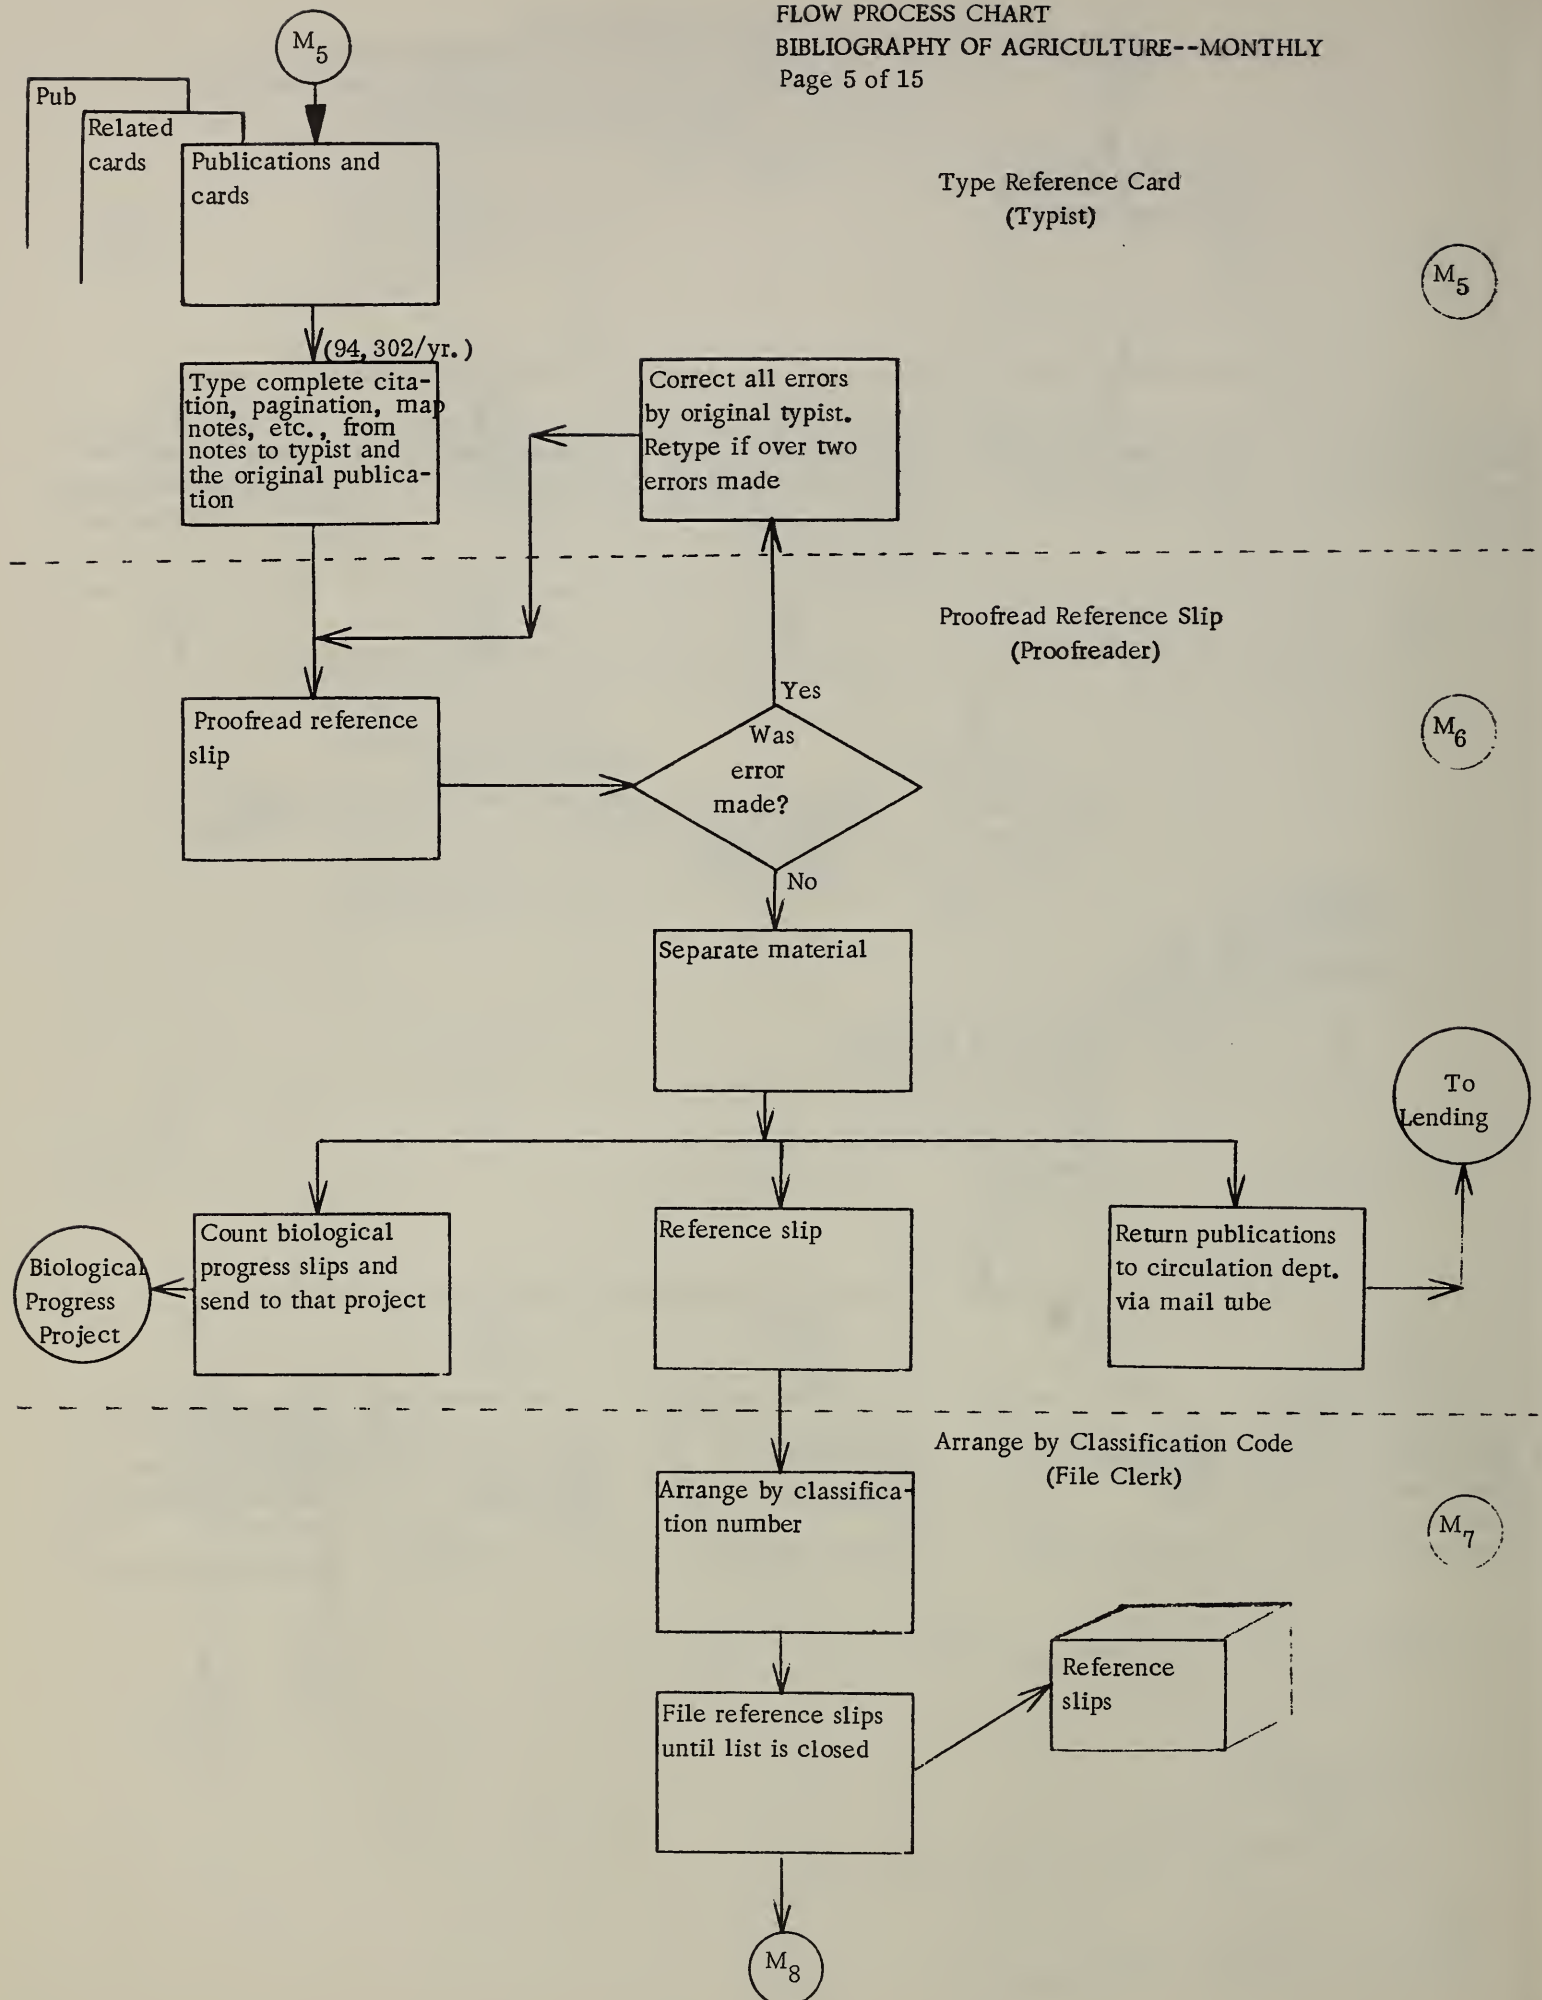 FLOW PROCESS CHART
BIBLIOGRAPHY OF AGRICULTURE--MONTHLY
Page 5 of 15
M5
Pub
Related
cards
Publications and
cards
Type Reference Card
(Typist)
M5
(94,302/yr.)
Type complete cita-
tion, pagination, map
notes, etc., from
notes to typist and
the original publica-
tion
Correct all errors
by original typist.
Retype if over two
errors made
Proofread Reference Slip
(Proofreader)
M6
Proofread reference
slip
Yes
Was
error
made?
No
Separate material
To
Lending
Biological
Progress
Project
Count biological
progress slips and
send to that project
Reference slip
Return publications
to circulation dept.
via mail tube
Arrange by Classification Code
(File Clerk)
M7
Arrange by classifica-
tion number
File reference slips
until list is closed
Reference
slips
M8